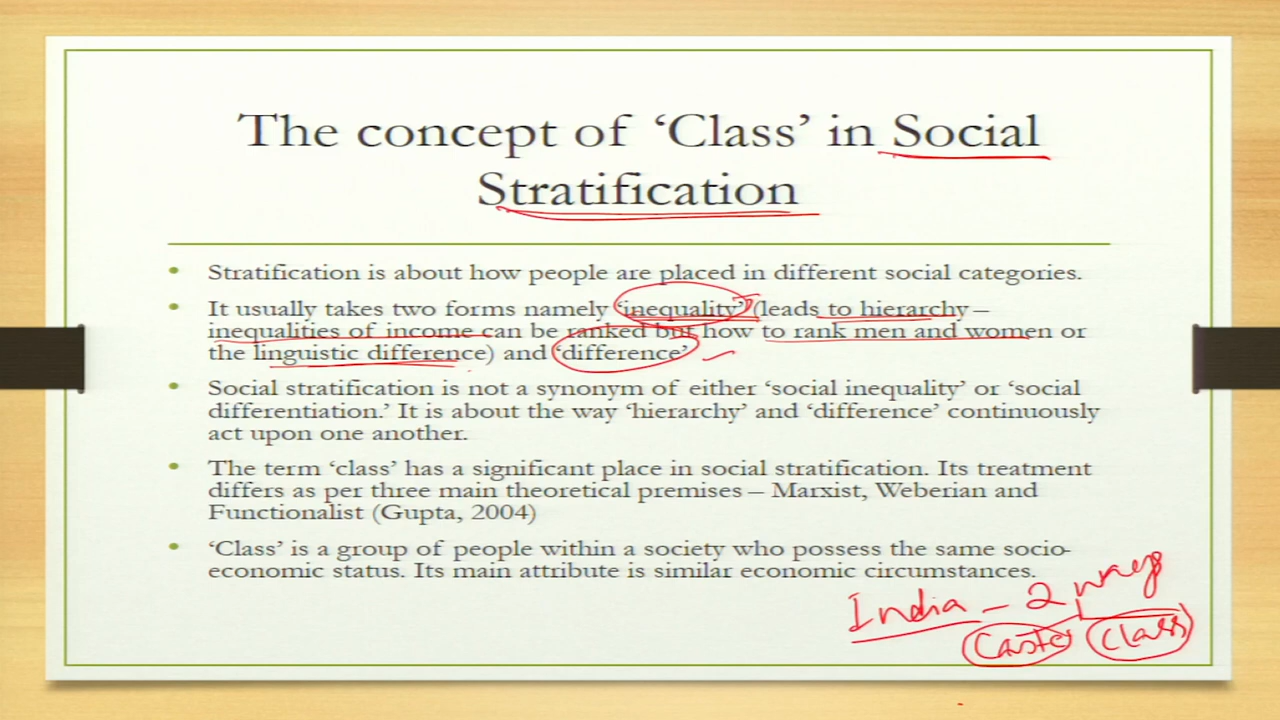 The concept of ‘Class’ in Social
Stratification
• Stratification is about how people are placed in different social categories.
• It usually takes two forms namely ‘inequality’ (leads to hierarchy –
inequalities of income can be ranked but how to rank men and women or
the linguistic difference) and ‘difference’
• Social stratification is not a synonym of either ‘social inequality’ or ‘social
differentiation.’ It is about the way ‘hierarchy’ and ‘difference’ continuously
act upon one another.
• The term ‘class’ has a significant place in social stratification. Its treatment
differs as per three main theoretical premises – Marxist, Weberian and
Functionalist (Gupta, 2004)
• ‘Class’ is a group of people within a society who possess the same socio-
economic status. Its main attribute is similar economic circumstances.
India - 2 ways
Caste Class